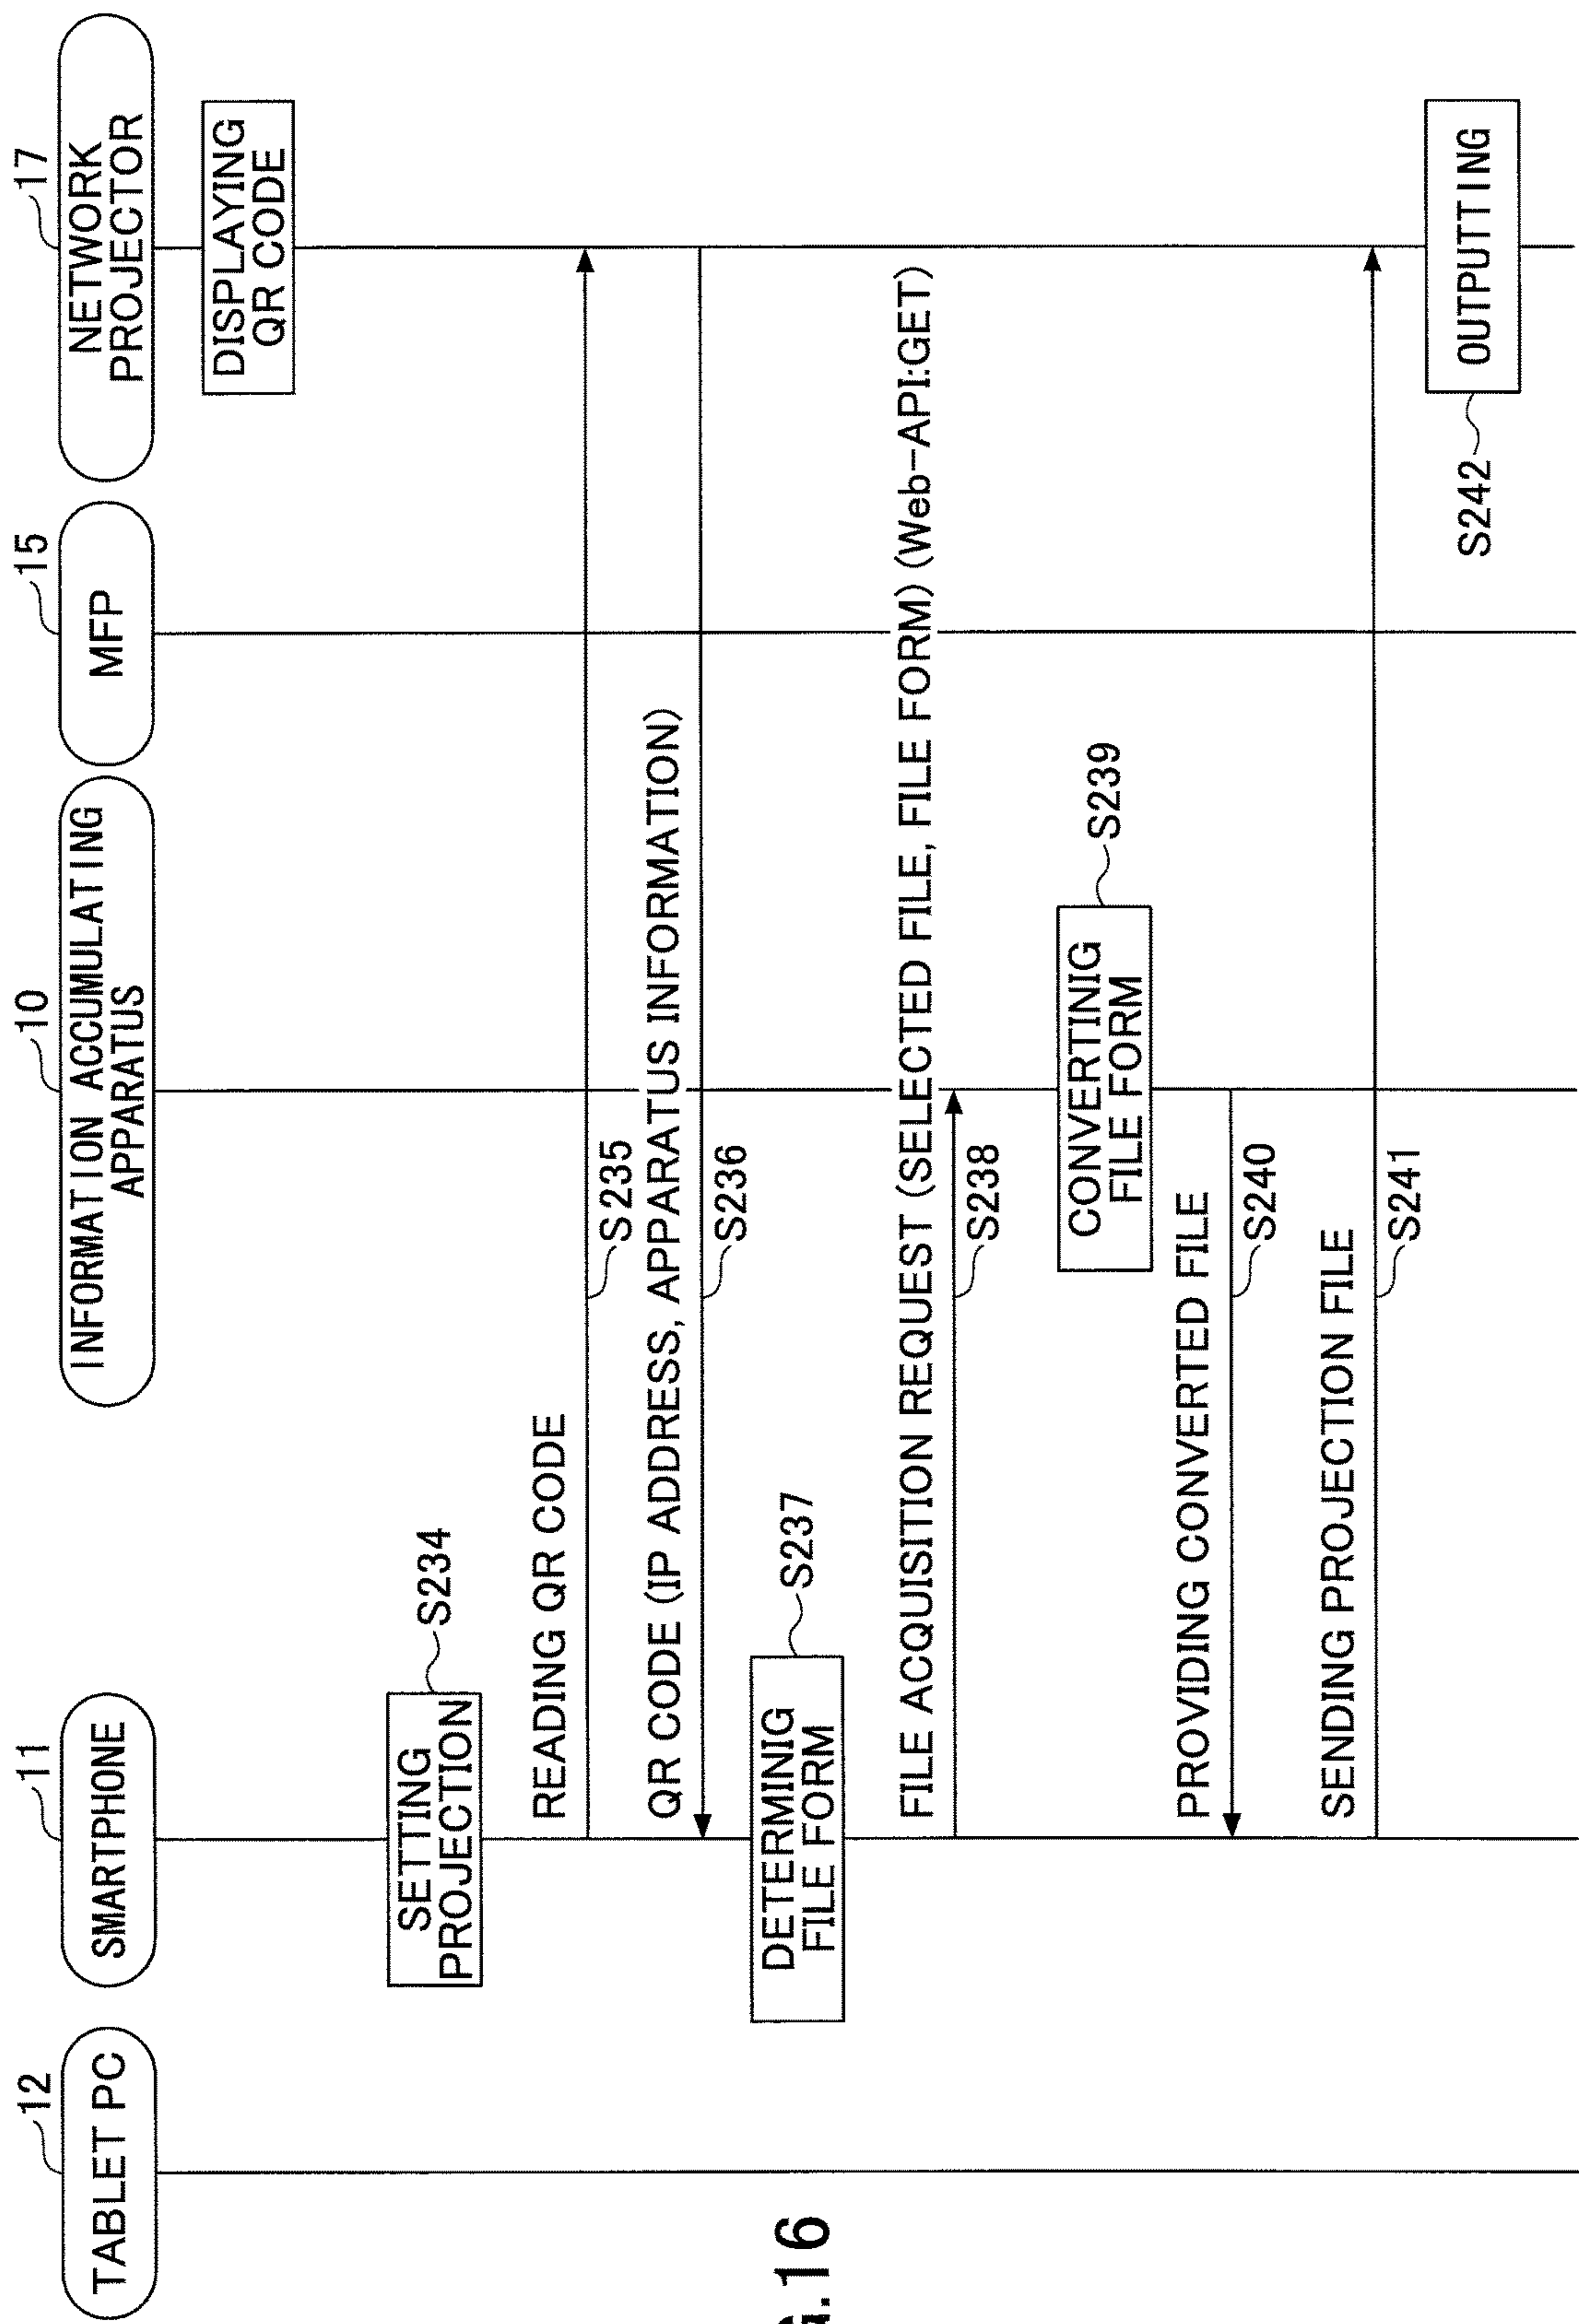 12
TABLET PC
11
SMARTPHONE
10
INFORMATION ACCUMULATING
APPARATUS
15
MFP
17
NETWORK
PROJECTOR
DISPLAYING
QR CODE
SETTING
PROJECTION
S234
READING QR CODE
S235
QR CODE (IP ADDRESS, APPARATUS INFORMATION)
S236
DETERMINIG
FILE FORM
S237
FILE ACQUISITION REQUEST (SELECTED FILE, FILE FORM) (Web-API:GET)
S238
CONVERTINIG
FILE FORM
S239
PROVIDING CONVERTED FILE
S240
SENDING PROJECTION FILE
S241
OUTPUTTING
S242
G.16